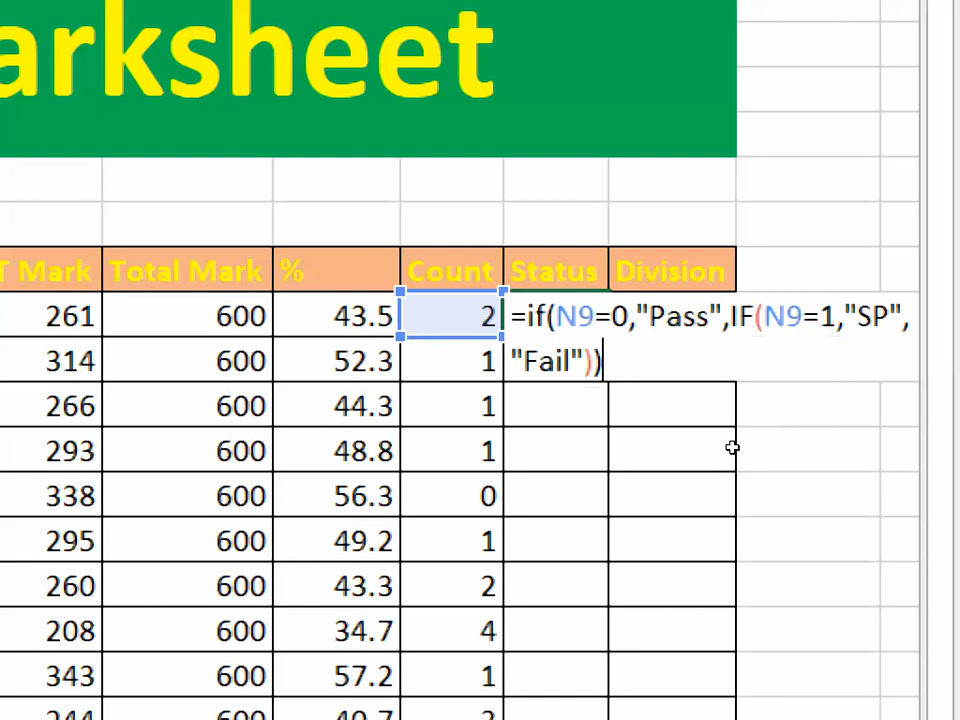 arksheet
T Mark Total Mark % Count Status Division
261 600 43.5 2 =if(N9=0,"Pass",IF(N9=1,"SP",
314 600 52.3 1 "Fail"))
266 600 44.3 1
293 600 48.8 1
338 600 56.3 0
295 600 49.2 1
260 600 43.3 2
208 600 34.7 4
343 600 57.2 1